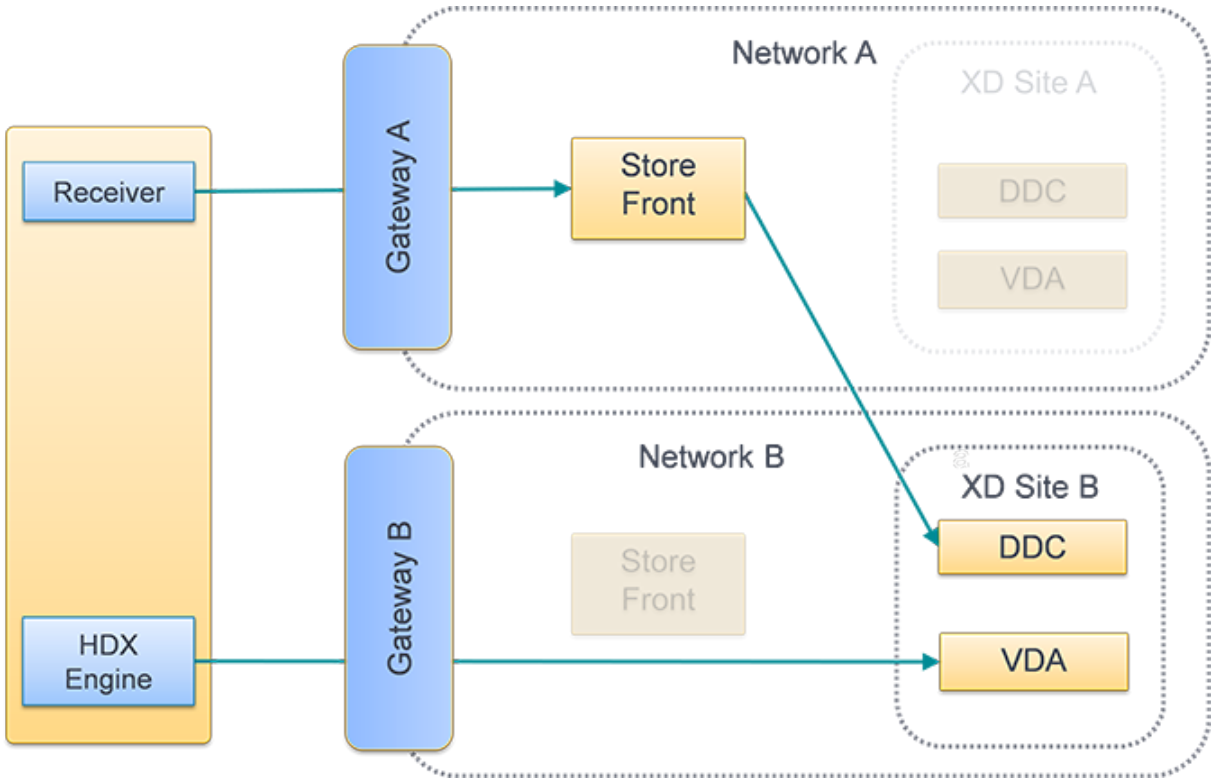 Network A
XD Site A
Receiver
Gateway A
Store
Front
DDC
VDA
Network B
XD Site B
Gateway B
Store
Front
DDC
HDX
Engine
VDA